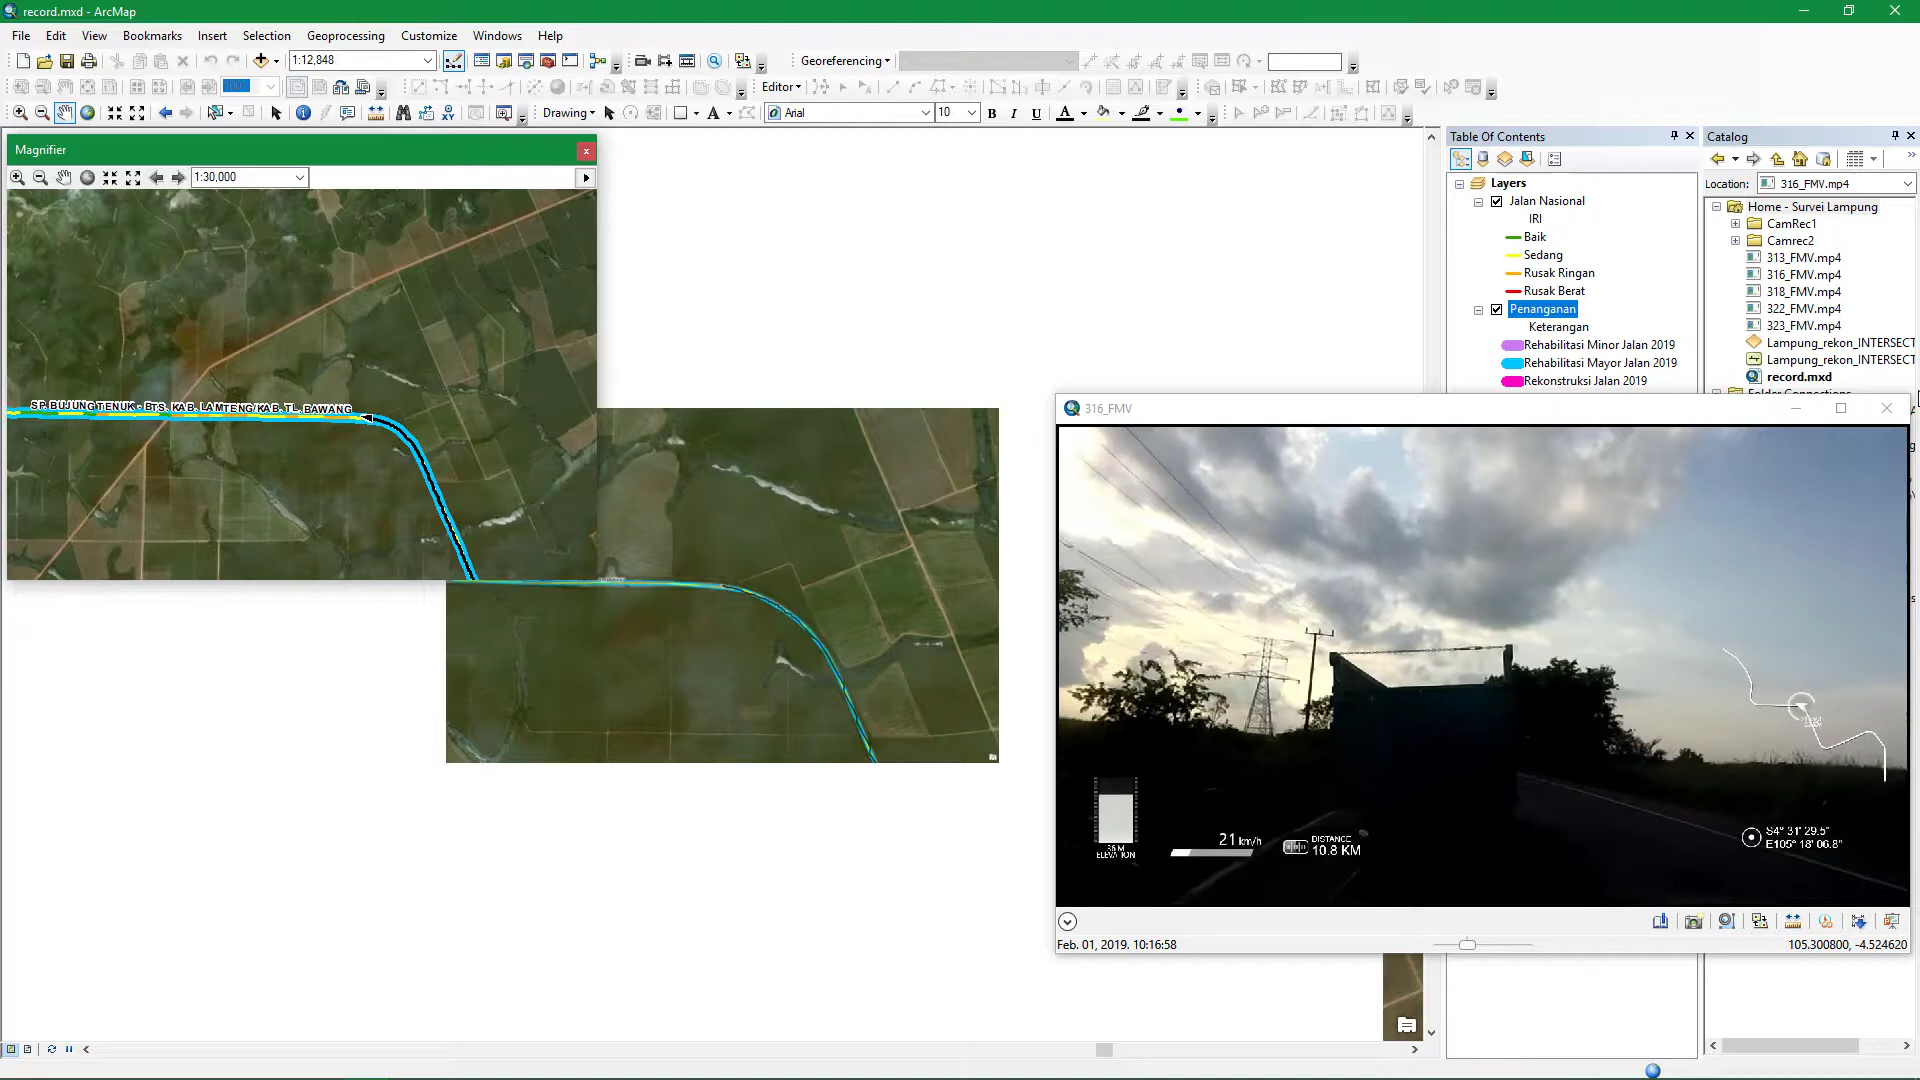 record.mxd - ArcMap
File Edit View Bookmarks Insert Selection Geoprocessing Customize Windows Help
1:12,848
Georeferencing
Editor
Drawing
Arial
10
B I U A
Magnifier
1:30,000
SP. BUJUNG TENUK - BTS. KAB. LAMTENG/KAB. TL. BAWANG
Table Of Contents
Layers
Jalan Nasional
IRI
Baik
Sedang
Rusak Ringan
Rusak Berat
Penanganan
Keterangan
Rehabilitasi Minor Jalan 2019
Rehabilitasi Mayor Jalan 2019
Rekonstruksi Jalan 2019
Catalog
Location: 316_FMV.mp4
Home - Survei Lampung
CamRec1
Camrec2
313_FMV.mp4
316_FMV.mp4
318_FMV.mp4
322_FMV.mp4
323_FMV.mp4
Lampung_rekon_INTERSECT
Lampung_rekon_INTERSECT
record.mxd
Folder Connections
316_FMV
36 M
ELEVATION
21 km/h
DISTANCE
10.8 KM
S4° 31' 29.5"
E105° 18' 06.8"
Feb. 01, 2019. 10:16:58
105.300800, -4.524620